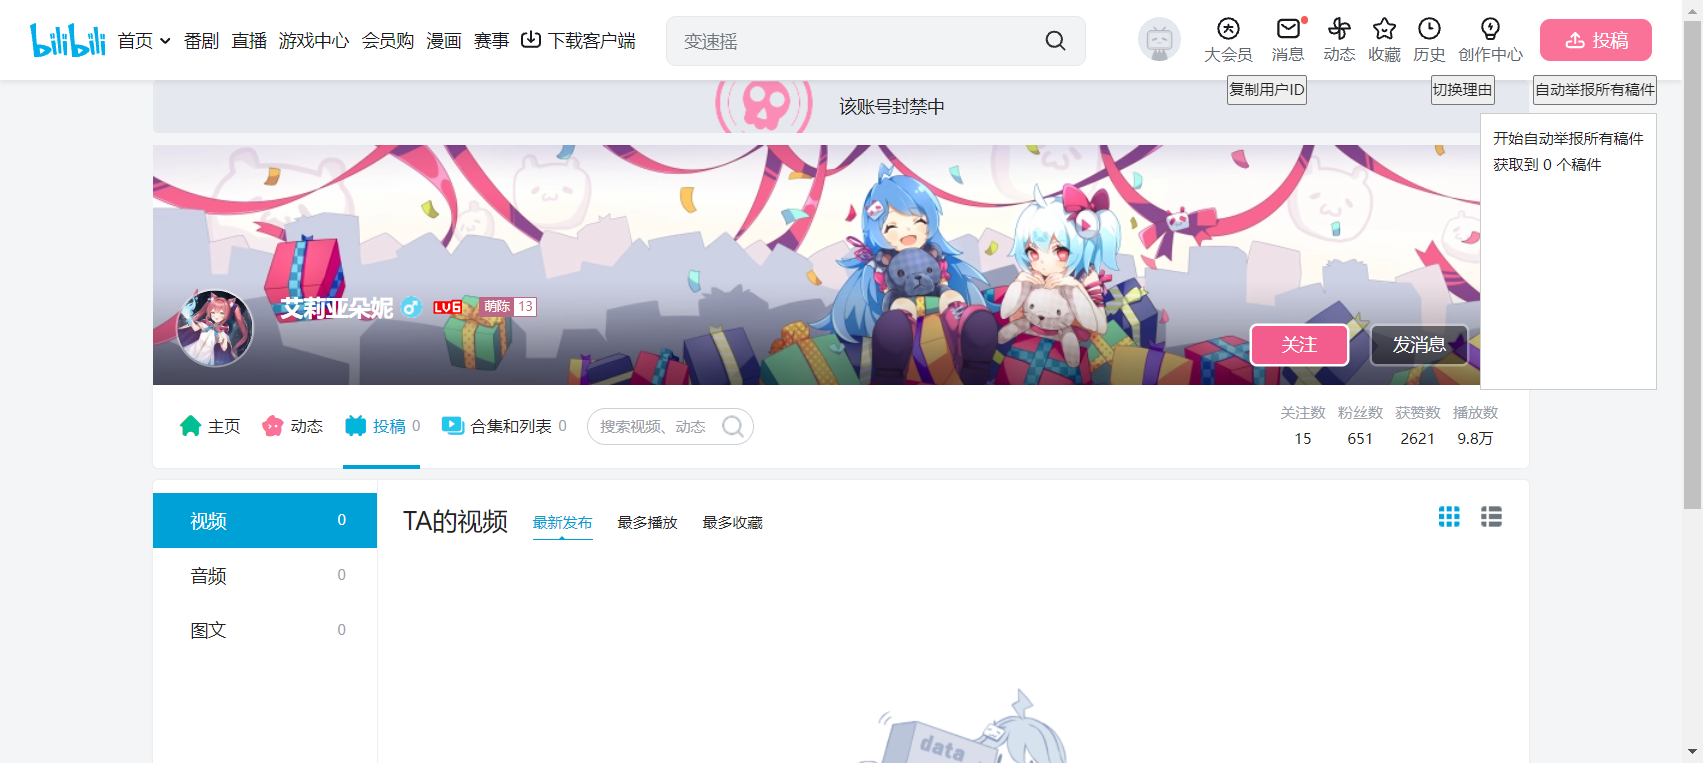 bilibili 首页 番剧 直播 游戏中心 会员购 漫画 赛事 下载客户端 变速摇 大会员 消息 动态 收藏 历史 创作中心 投稿
复制用户ID 切换理由 自动举报所有稿件
该账号封禁中
开始自动举报所有稿件
获取到 0 个稿件
艾莉亚朵妮 LV6 萌陈 13
关注 发消息
主页 动态 投稿 0 合集和列表 0 搜索视频、动态
关注数 粉丝数 获赞数 播放数
15 651 2621 9.8万
视频 0
音频 0
图文 0
TA的视频 最新发布 最多播放 最多收藏
data